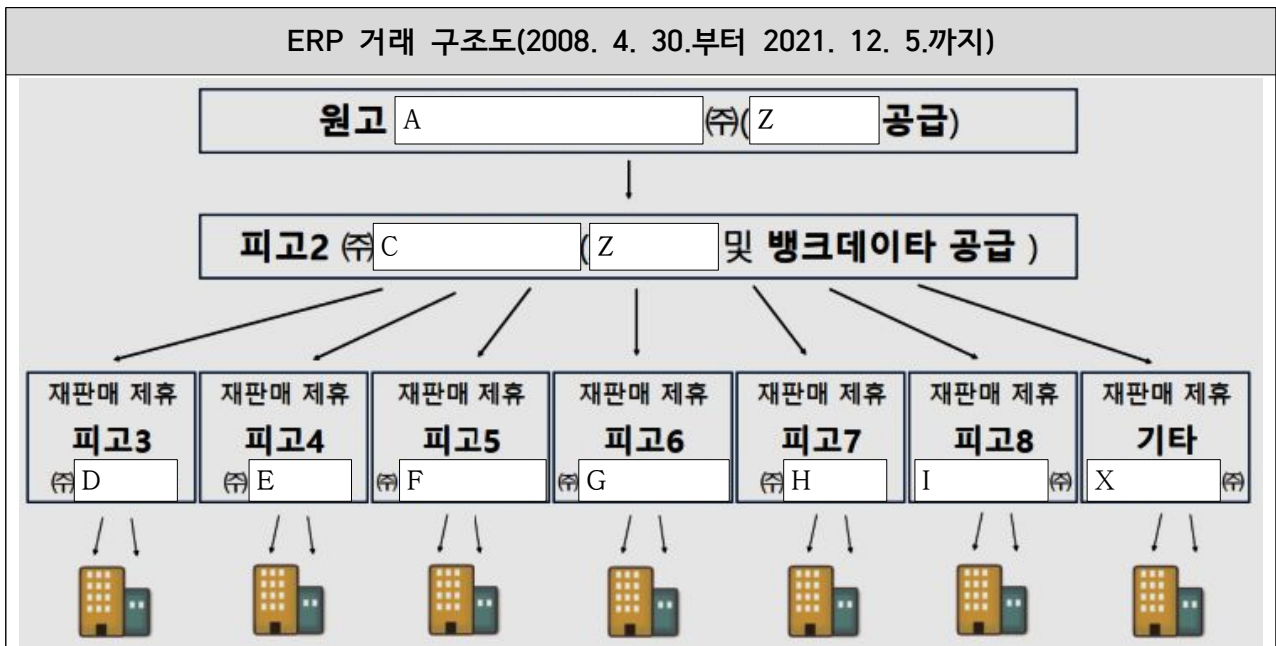 ERP 거래 구조도(2008. 4. 30.부터 2021. 12. 5.까지)
원고 A ㈜( Z 공급)
피고2 ㈜ C ( Z 및 뱅크데이타 공급 )
재판매 제휴 재판매 제휴 재판매 제휴 재판매 제휴 재판매 제휴 재판매 제휴 재판매 제휴
피고3 피고4 피고5 피고6 피고7 피고8 기타
㈜ D ㈜ E ㈜ F ㈜ G ㈜ H I ㈜ X ㈜